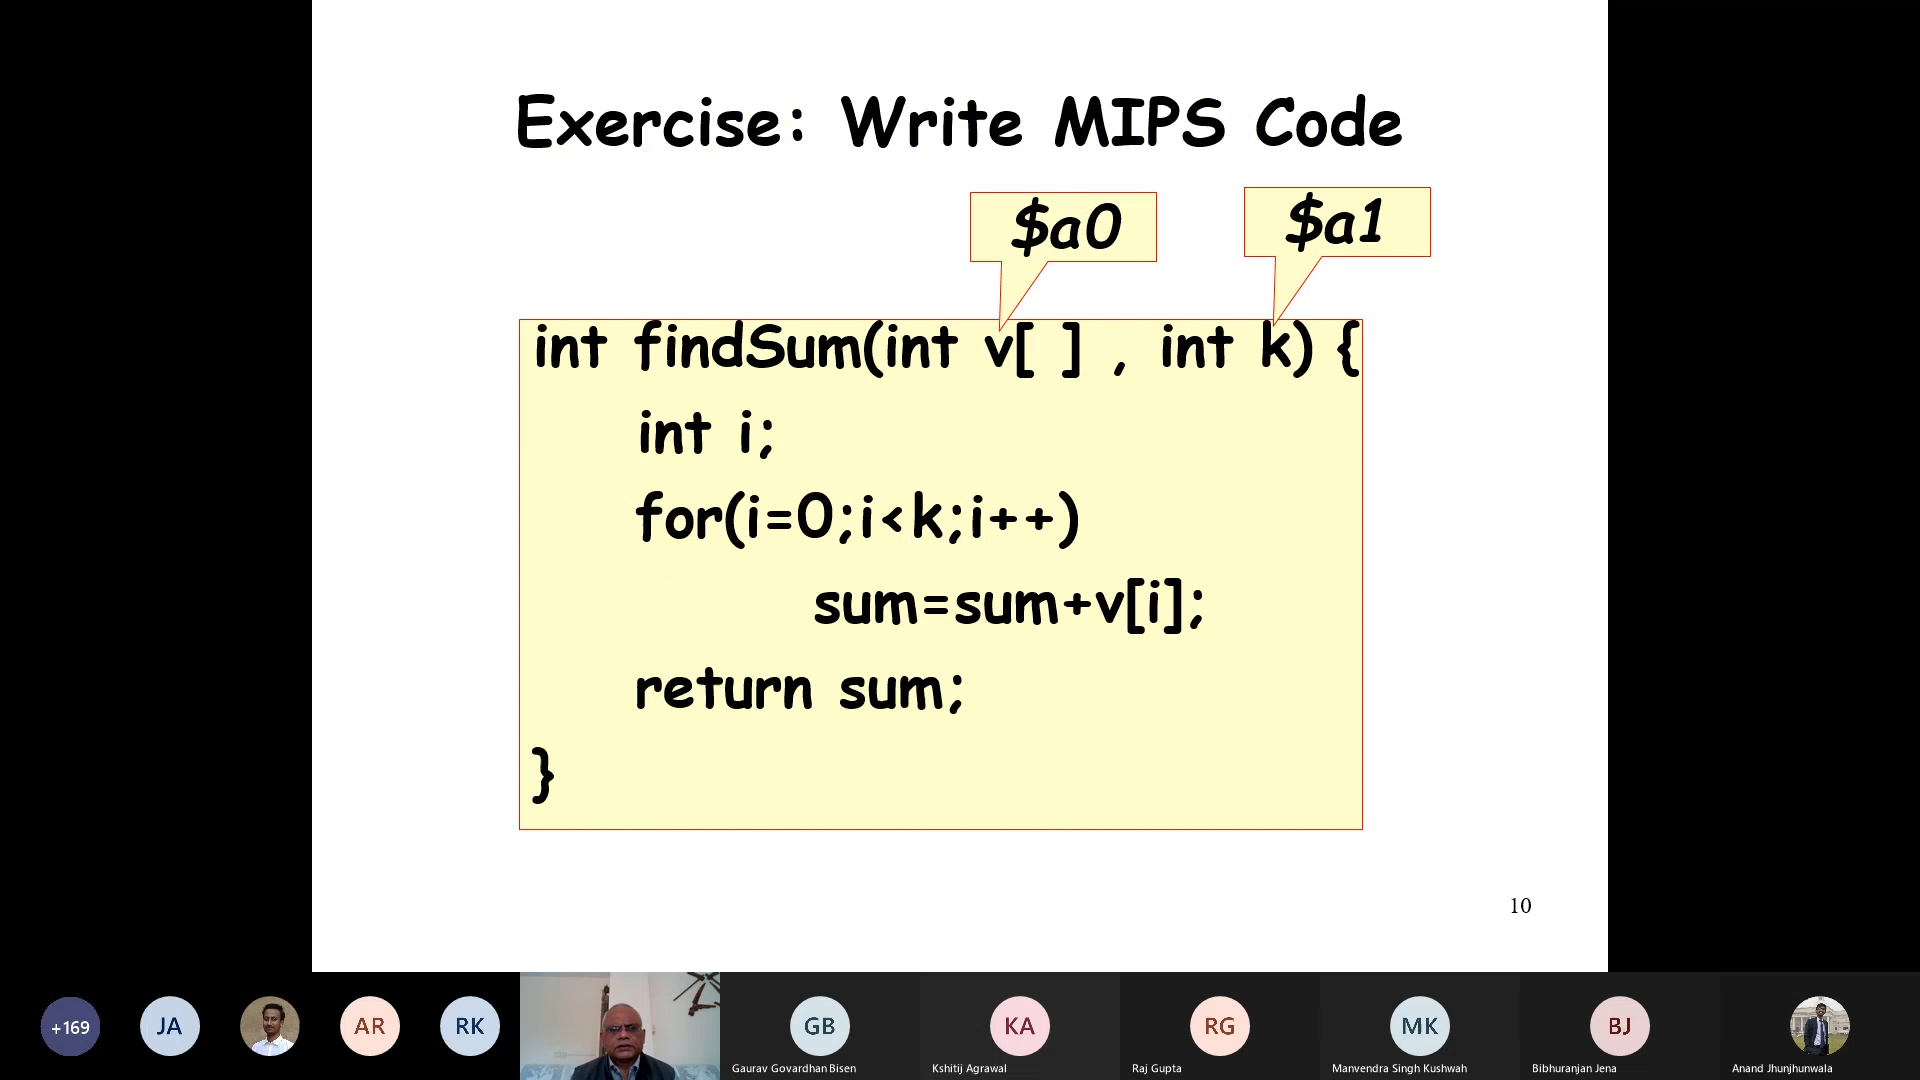 Exercise: Write MIPS Code
$a0
$a1
int findSum(int v[ ] , int k) {
int i;
for(i=0;i<k;i++)
sum=sum+v[i];
return sum;
}
10
+169
JA
AR
RK
GB
KA
RG
MK
BJ
Gaurav Govardhan Bisen
Kshitij Agrawal
Raj Gupta
Manvendra Singh Kushwah
Bibhuranjan Jena
Anand Jhunjhunwala